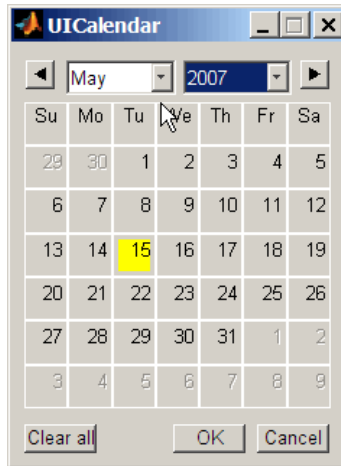 UICalendar
May 2007
Su Mo Tu We Th Fr Sa
29 30 1 2 3 4 5
6 7 8 9 10 11 12
13 14 15 16 17 18 19
20 21 22 23 24 25 26
27 28 29 30 31 1 2
3 4 5 6 7 8 9
Clear all OK Cancel